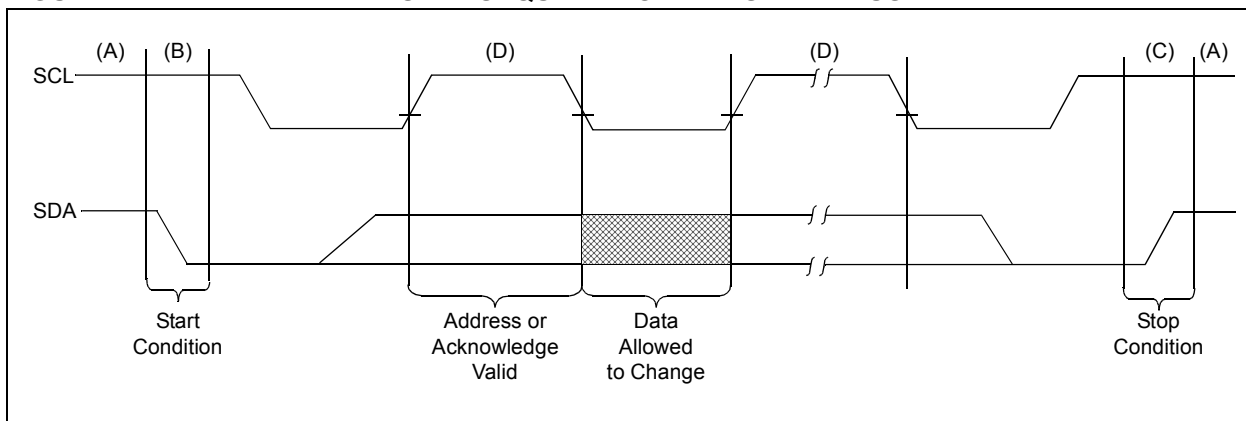 (A) (B) (D) (D) (C) (A)
SCL
SDA
Start
Condition
Address or
Acknowledge
Valid
Data
Allowed
to Change
Stop
Condition